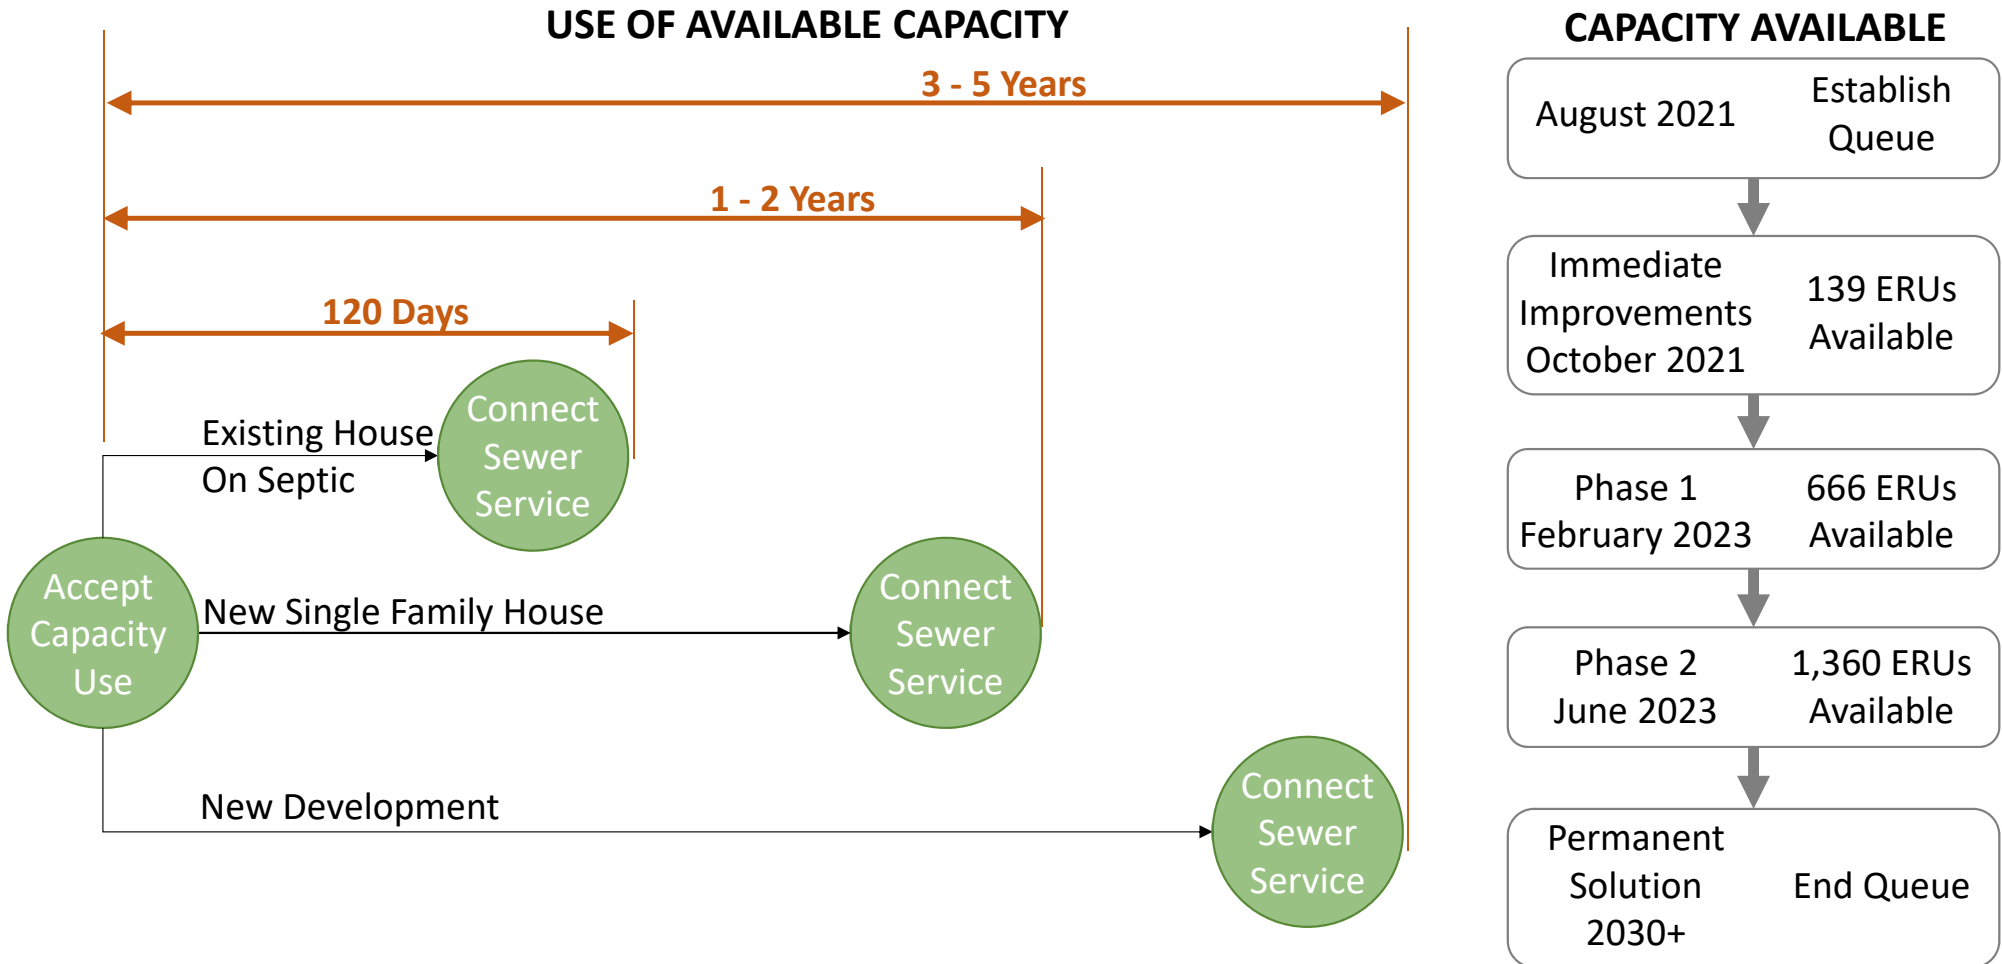 USE OF AVAILABLE CAPACITY
3 - 5 Years
1 - 2 Years
120 Days
Existing House
On Septic
Connect
Sewer
Service
Accept
Capacity
Use
New Single Family House
Connect
Sewer
Service
New Development
Connect
Sewer
Service
CAPACITY AVAILABLE
August 2021
Establish
Queue
Immediate
Improvements
October 2021
139 ERUs
Available
Phase 1
February 2023
666 ERUs
Available
Phase 2
June 2023
1,360 ERUs
Available
Permanent
Solution
2030+
End Queue